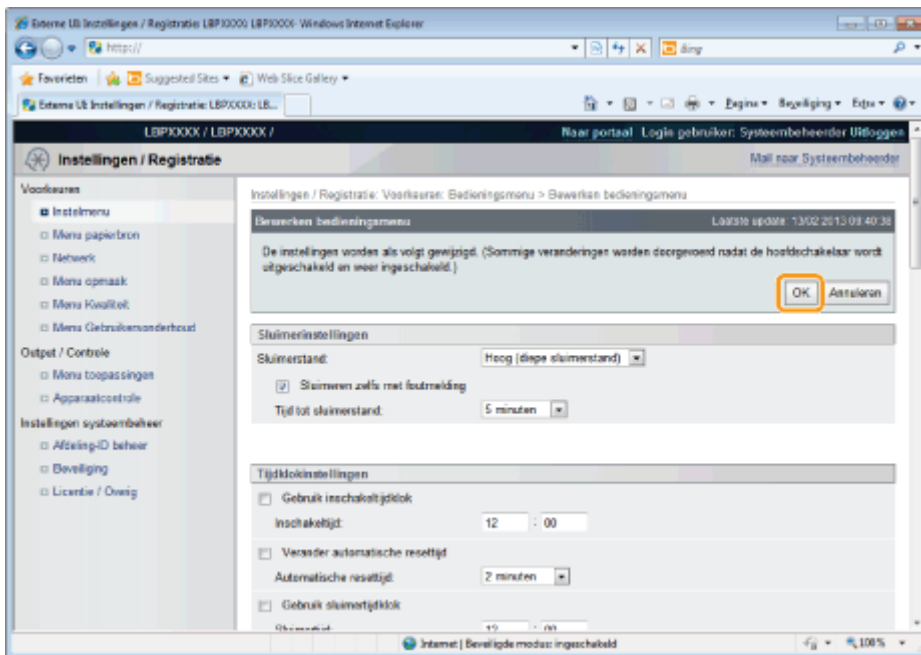 Externe UI: Instellingen / Registratie: LBPXXXX: LBPXXXX - Windows Internet Explorer
http://
Bing
Favorieten Suggested Sites Web Slice Gallery
Externe UI: Instellingen / Registratie: LBPXXXX: LB...
Pagina Beveiliging Extra
LBPXXXX / LBPXXXX /
Naar portaal Login gebruiker: Systeembeheerder Uitloggen
Instellingen / Registratie
Mail naar Systeembeheerder
Voorkeuren
Instelmenu
Menu papierbron
Netwerk
Menu opmaak
Menu Kwaliteit
Menu Gebruikersonderhoud
Output / Controle
Menu toepassingen
Apparaatcontrole
Instellingen systeembeheer
Afdeling-ID beheer
Beveiliging
Licentie / Overig
Instellingen / Registratie: Voorkeuren: Bedieningsmenu > Bewerken bedieningsmenu
Bewerken bedieningsmenu
Laatste update: 13/02 2013 09:40:38
De instellingen worden als volgt gewijzigd. (Sommige veranderingen worden doorgevoerd nadat de hoofdschakelaar wordt
uitgeschakeld en weer ingeschakeld.)
OK Annuleren
Sluimerinstellingen
Sluimerstand: Hoog (diepe sluimerstand)
Sluimeren zelfs met foutmelding
Tijd tot sluimerstand: 5 minuten
Tijdklokinstellingen
Gebruik inschakeltijdklok
Inschakeltijd: 12 : 00
Verander automatische resettijd
Automatische resettijd: 2 minuten
Gebruik sluimertijdklok
Sluimertijd: 12 : 00
Internet | Beveiligde modus: ingeschakeld
100%